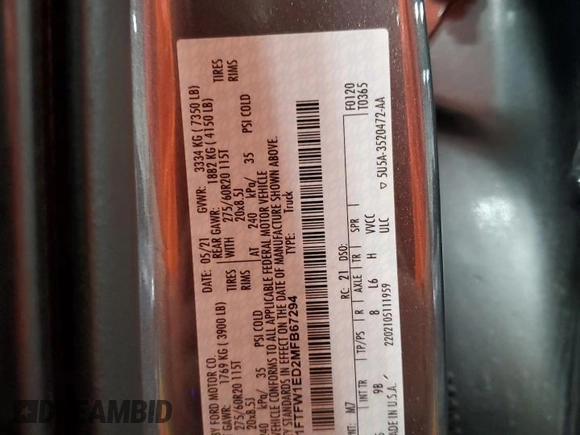 BY FORD MOTOR CO.
05/21 GVWR: 3334 KG (7350 LB)
1769 KG (3900 LB) REAR GAWR: 1882 KG (4150 LB)
275/60R20 115T TIRES WITH 275/60R20 115T TIRES
20x8.5J RIMS 20x8.5J RIMS
240 kPa/ 35 PSI COLD AT 240 kPa/ 35 PSI COLD
VEHICLE CONFORMS TO ALL APPLICABLE FEDERAL MOTOR VEHICLE
IN EFFECT ON THE DATE OF MANUFACTURE SHOWN ABOVE.
1FTFW1ED2MFB67294 TYPE: Truck
F0120
T0365
RC: 21 DSO:
NT: M7
INT TR TP/PS R AXLE TR SPR
9B 8 L6 H VVCC
ULC
5U5A-3520472-AA
2202105111959
MADE IN U.S.A.
DREAMBID